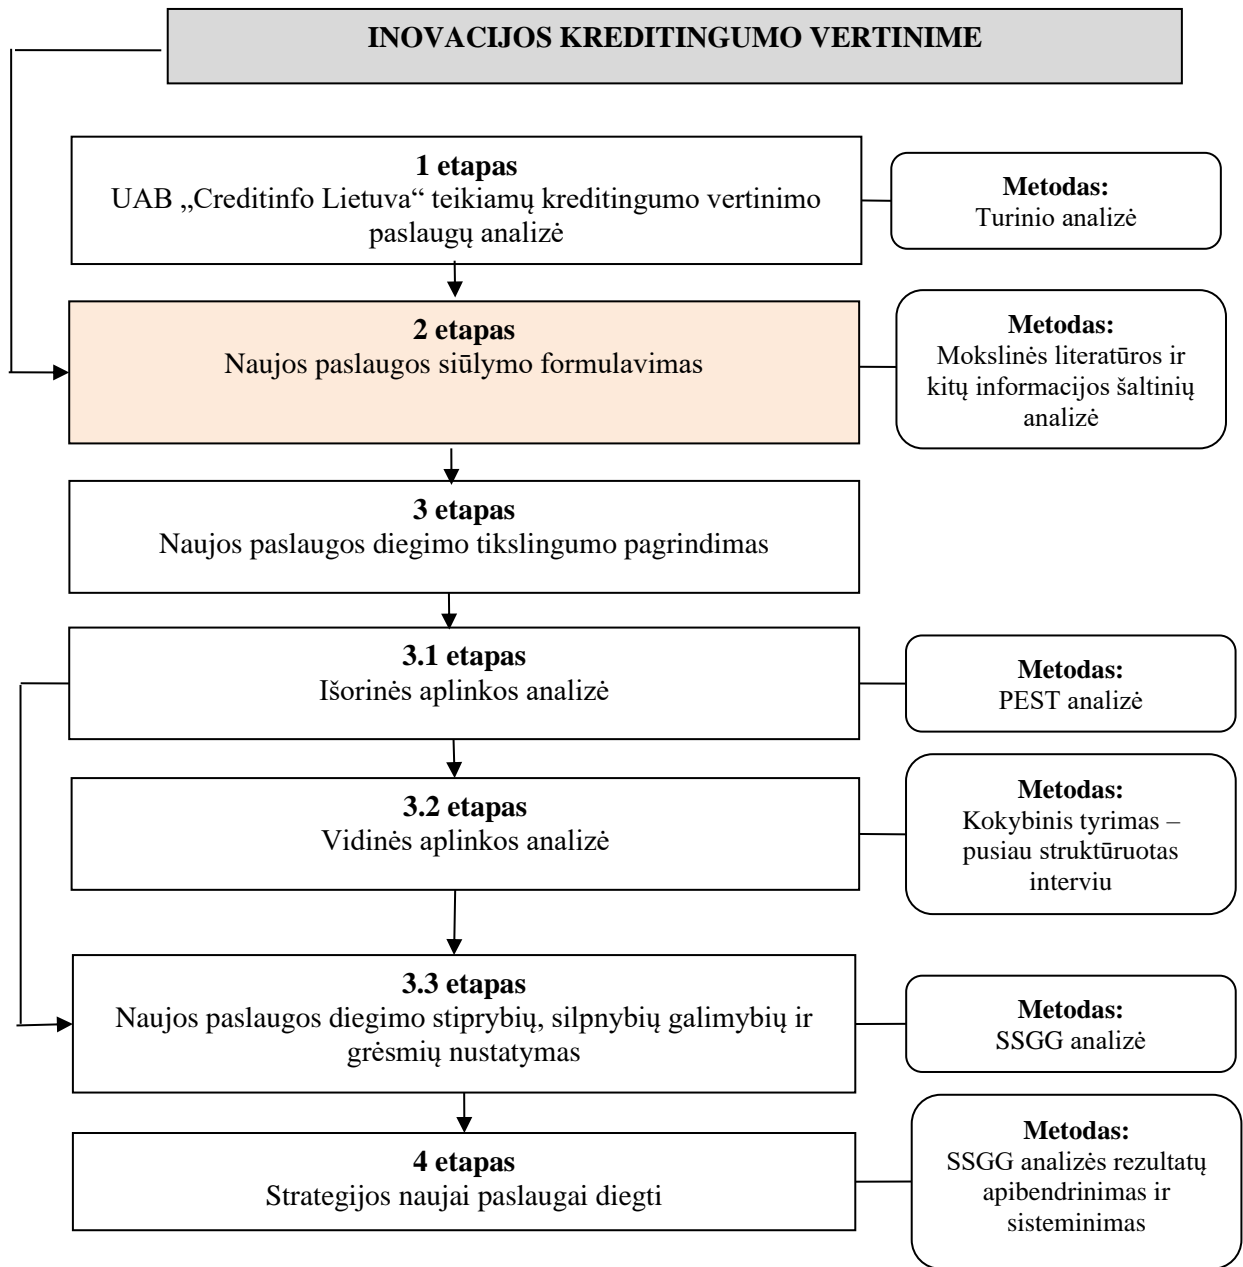 INOVACIJOS KREDITINGUMO VERTINIME
1 etapas
UAB „Creditinfo Lietuva“ teikiamų kreditingumo vertinimo
paslaugų analizė
Metodas:
Turinio analizė
2 etapas
Naujos paslaugos siūlymo formulavimas
Metodas:
Mokslinės literatūros ir
kitų informacijos šaltinių
analizė
3 etapas
Naujos paslaugos diegimo tikslingumo pagrindimas
3.1 etapas
Išorinės aplinkos analizė
Metodas:
PEST analizė
3.2 etapas
Vidinės aplinkos analizė
Metodas:
Kokybinis tyrimas –
pusiau struktūruotas
interviu
3.3 etapas
Naujos paslaugos diegimo stiprybių, silpnybių galimybių ir
grėsmių nustatymas
Metodas:
SSGG analizė
4 etapas
Strategijos naujai paslaugai diegti
Metodas:
SSGG analizės rezultatų
apibendrinimas ir
sisteminimas